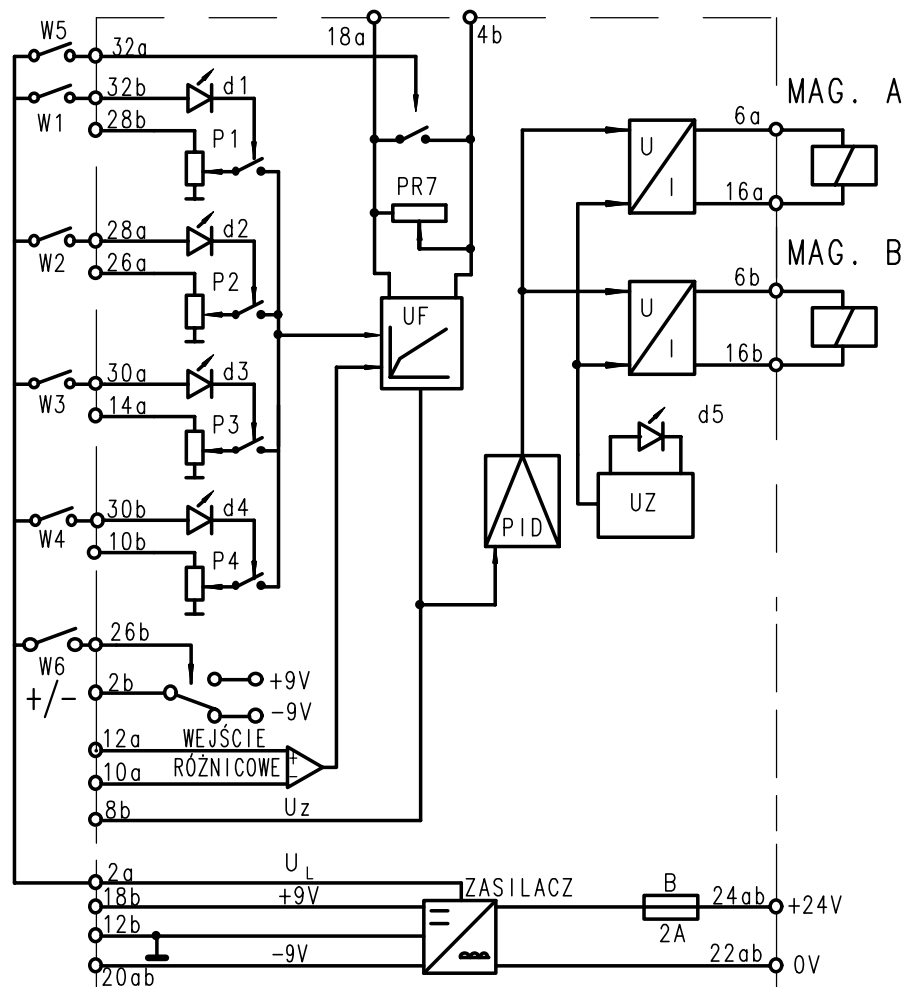 18a 4b
W5 32a
W1 32b d1
28b P1
MAG. A
6a
U
I
16a
PR7
W2 28a d2
26a P2
MAG. B
6b
U
I
16b
UF
W3 30a d3
14a P3
d5
UZ
W4 30b d4
10b P4
PID
W6 26b
+/-
2b +9V
-9V
12a WEJŚCIE
10a RÓŻNICOWE + -
8b Uz
2a UL ZASILACZ
18b +9V
B 24ab +24V
12b 2A
-9V 22ab 0V
20ab